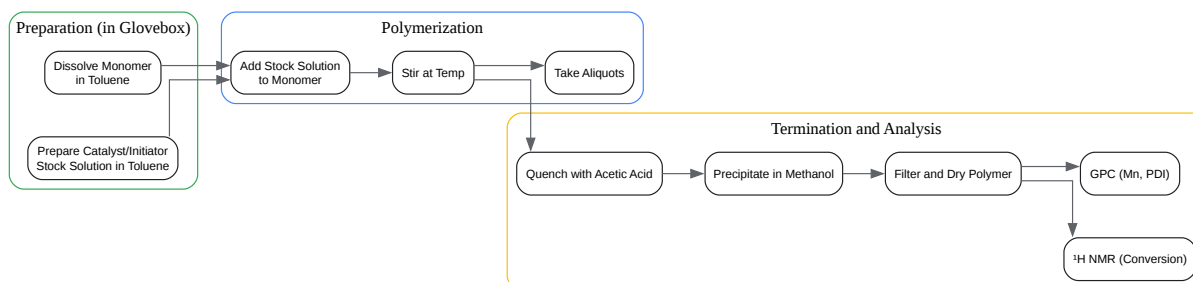 Preparation (in Glovebox)
Dissolve Monomer
in Toluene
Prepare Catalyst/Initiator
Stock Solution in Toluene
Polymerization
Add Stock Solution
to Monomer
Stir at Temp
Take Aliquots
Termination and Analysis
Quench with Acetic Acid
Precipitate in Methanol
Filter and Dry Polymer
GPC (Mn, PDI)
¹H NMR (Conversion)